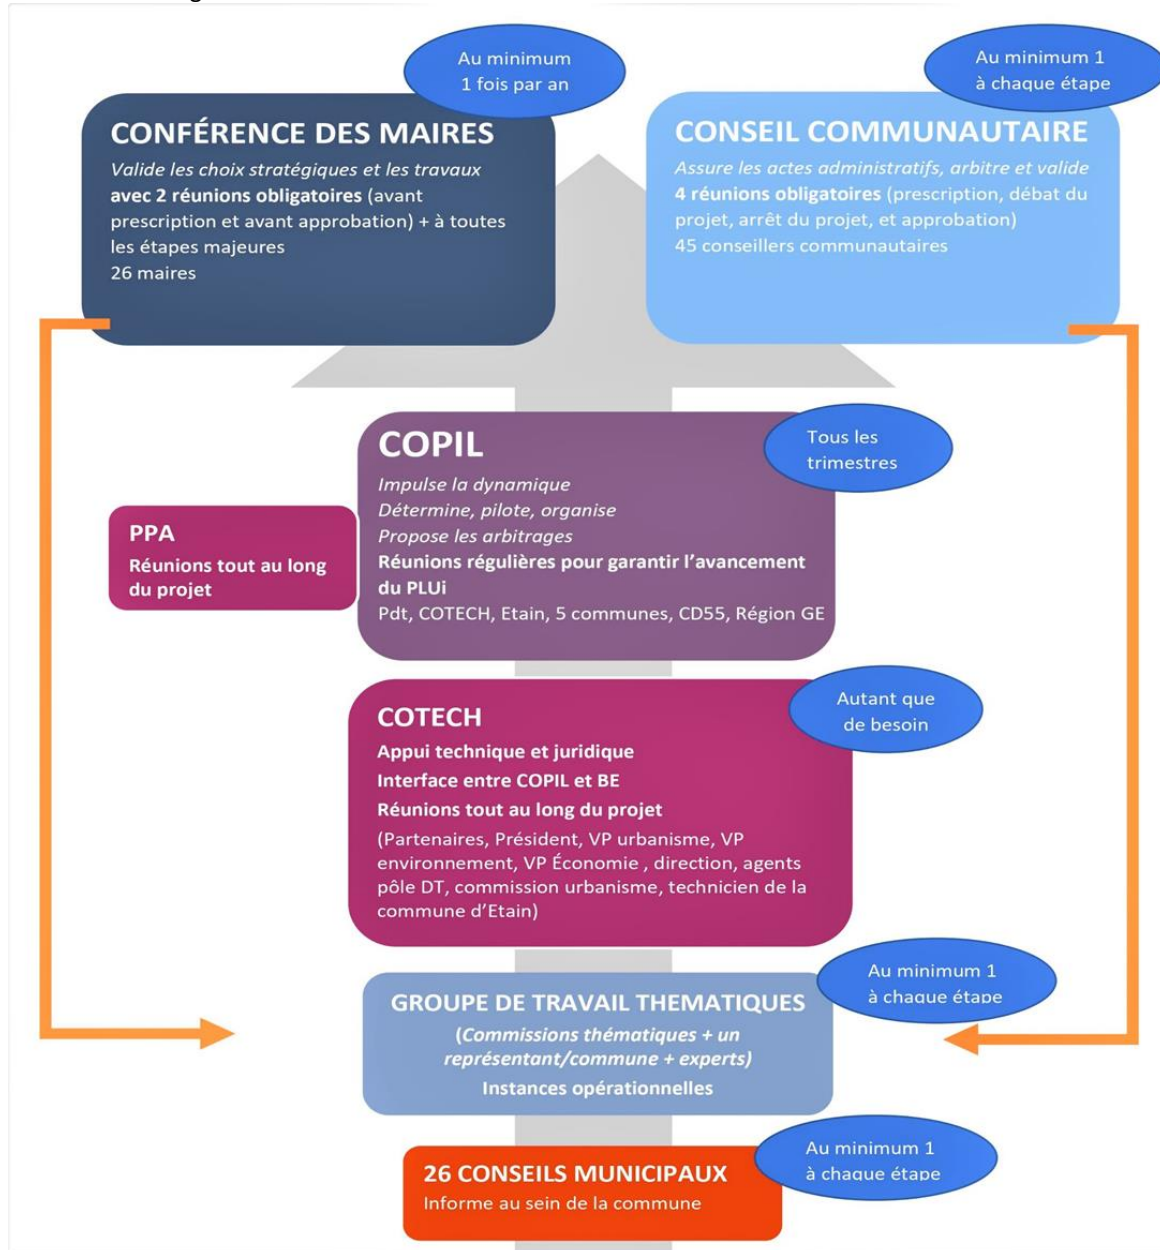 Au minimum
1 fois par an
CONFÉRENCE DES MAIRES
Valide les choix stratégiques et les travaux
avec 2 réunions obligatoires (avant
prescription et avant approbation) + à toutes
les étapes majeures
26 maires
Au minimum 1
à chaque étape
CONSEIL COMMUNAUTAIRE
Assure les actes administratifs, arbitre et valide
4 réunions obligatoires (prescription, débat du
projet, arrêt du projet, et approbation)
45 conseillers communautaires
Tous les
trimestres
COPIL
Impulse la dynamique
Détermine, pilote, organise
Propose les arbitrages
Réunions régulières pour garantir l’avancement
du PLUi
Pdt, COTECH, Etain, 5 communes, CD55, Région GE
PPA
Réunions tout au long
du projet
Autant que
de besoin
COTECH
Appui technique et juridique
Interface entre COPIL et BE
Réunions tout au long du projet
(Partenaires, Président, VP urbanisme, VP
environnement, VP Économie , direction, agents
pôle DT, commission urbanisme, technicien de la
commune d’Etain)
Au minimum 1
à chaque étape
GROUPE DE TRAVAIL THEMATIQUES
(Commissions thématiques + un
représentant/commune + experts)
Instances opérationnelles
Au minimum 1
à chaque étape
26 CONSEILS MUNICIPAUX
Informe au sein de la commune